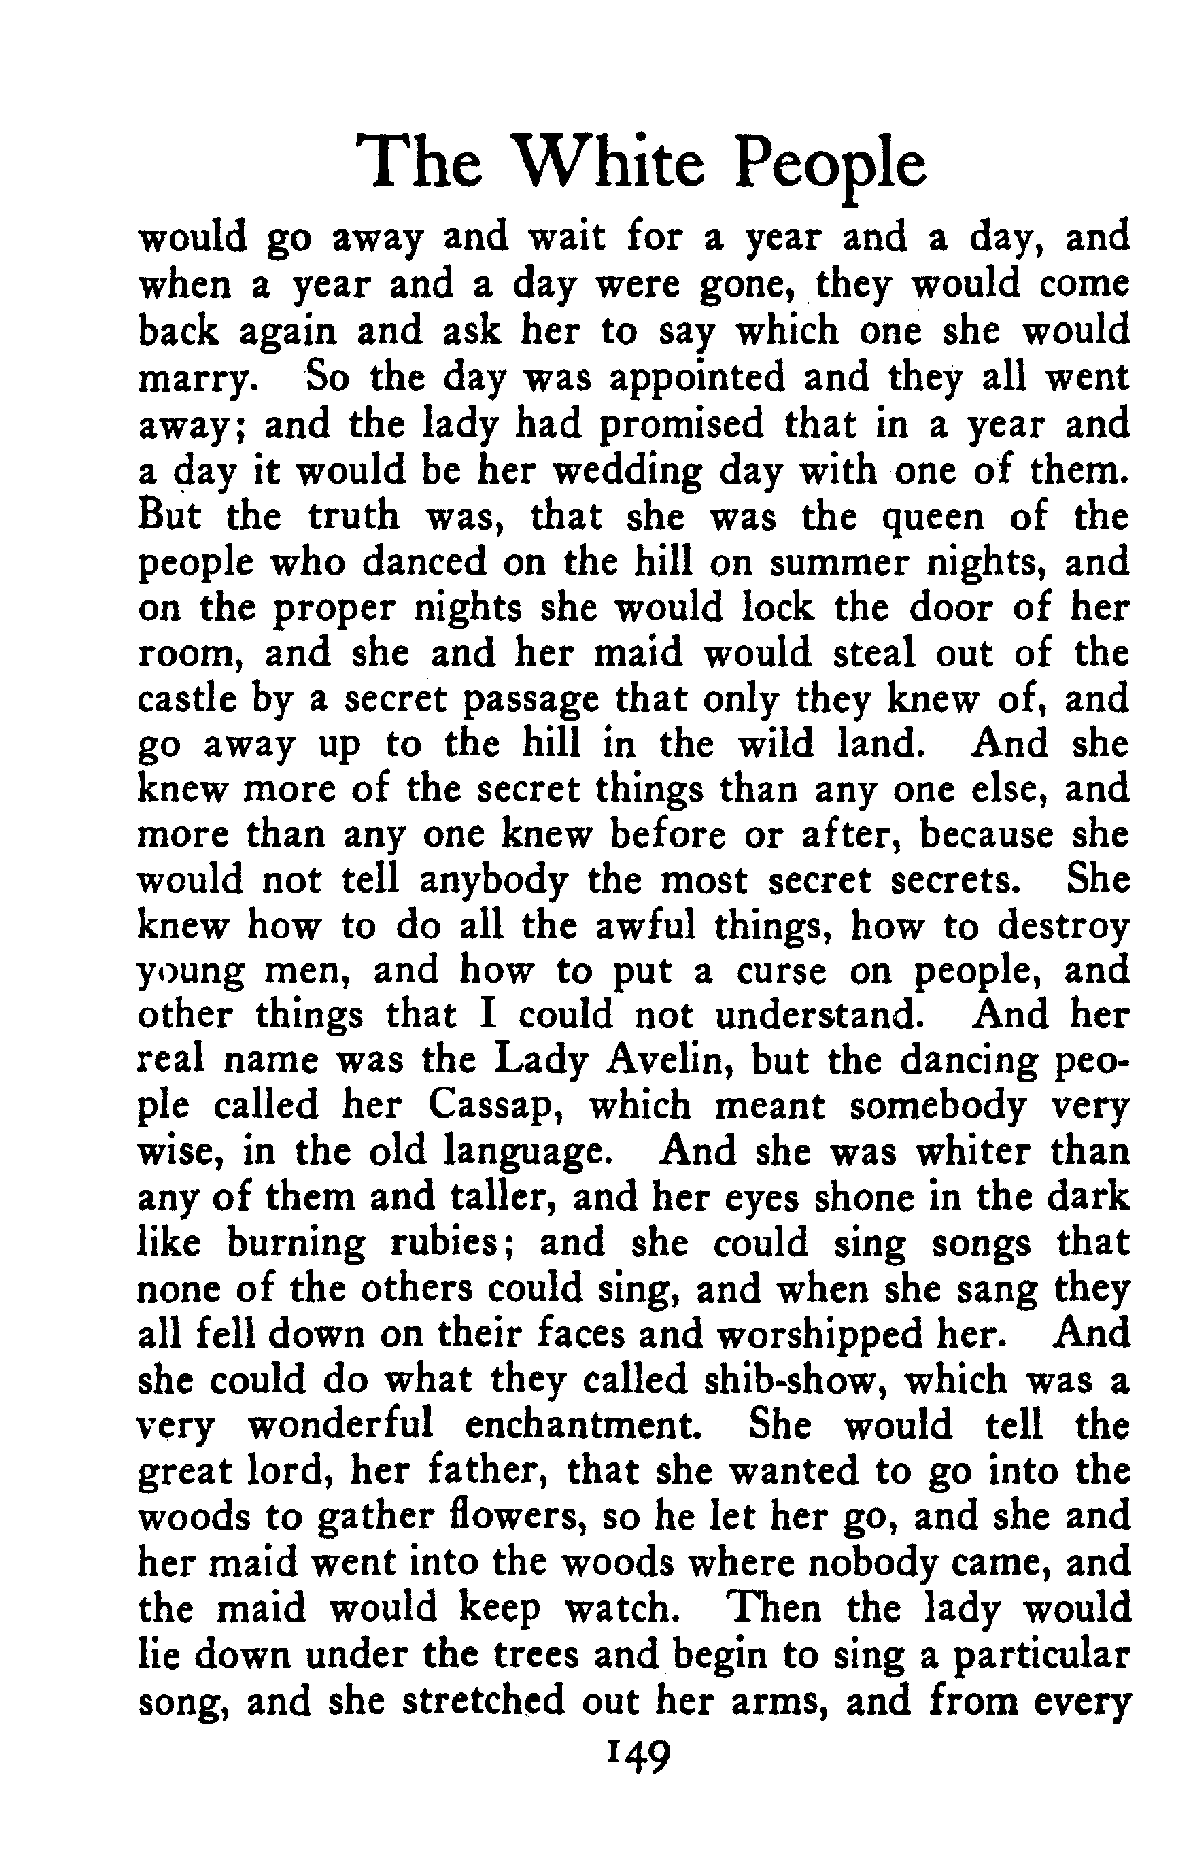 The White People
would go away and wait for a year and a day, and
when a year and a day were gone, they would come
back again and ask her to say which one she would
marry. So the day was appointed and they all went
away; and the lady had promised that in a year and
a day it would be her wedding day with one of them.
But the truth was, that she was the queen of the
people who danced on the hill on summer nights, and
on the proper nights she would lock the door of her
room, and she and her maid would steal out of the
castle by a secret passage that only they knew of, and
go away up to the hill in the wild land. And she
knew more of the secret things than any one else, and
more than any one knew before or after, because she
would not tell anybody the most secret secrets. She
knew how to do all the awful things, how to destroy
young men, and how to put a curse on people, and
other things that I could not understand. And her
real name was the Lady Avelin, but the dancing peo-
ple called her Cassap, which meant somebody very
wise, in the old language. And she was whiter than
any of them and taller, and her eyes shone in the dark
like burning rubies; and she could sing songs that
none of the others could sing, and when she sang they
all fell down on their faces and worshipped her. And
she could do what they called shib-show, which was a
very wonderful enchantment. She would tell the
great lord, her father, that she wanted to go into the
woods to gather flowers, so he let her go, and she and
her maid went into the woods where nobody came, and
the maid would keep watch. Then the lady would
lie down under the trees and begin to sing a particular
song, and she stretched out her arms, and from every
149